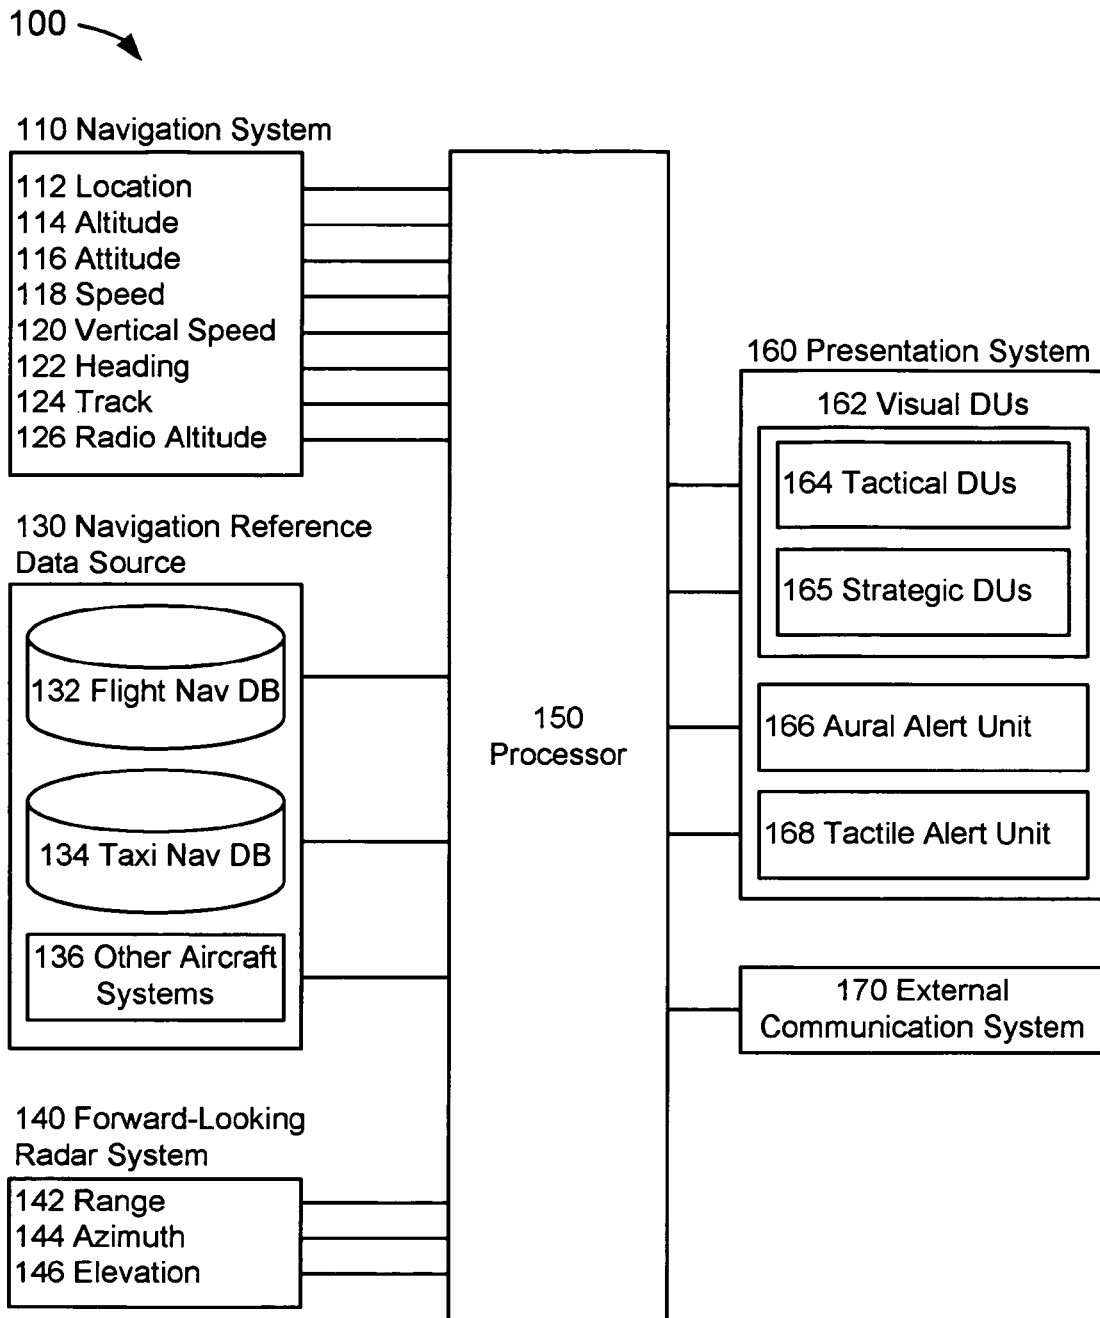 100
110 Navigation System
112 Location
114 Altitude
116 Attitude
118 Speed
120 Vertical Speed
122 Heading
124 Track
126 Radio Altitude
130 Navigation Reference
Data Source
132 Flight Nav DB
134 Taxi Nav DB
136 Other Aircraft
Systems
140 Forward-Looking
Radar System
142 Range
144 Azimuth
146 Elevation
150
Processor
160 Presentation System
162 Visual DUs
164 Tactical DUs
165 Strategic DUs
166 Aural Alert Unit
168 Tactile Alert Unit
170 External
Communication System